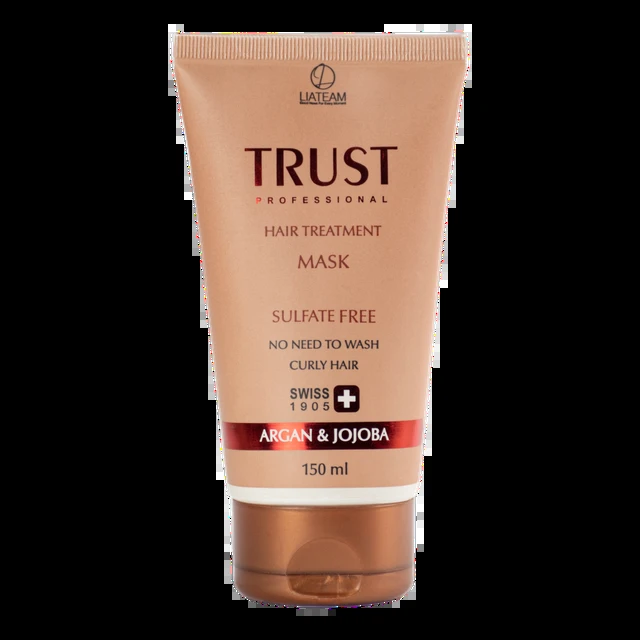 LIATEAM
TRUST
PROFESSIONAL
HAIR TREATMENT
MASK
SULFATE FREE
NO NEED TO WASH
CURLY HAIR
SWISS
1905
ARGAN & JOJOBA
150 ml